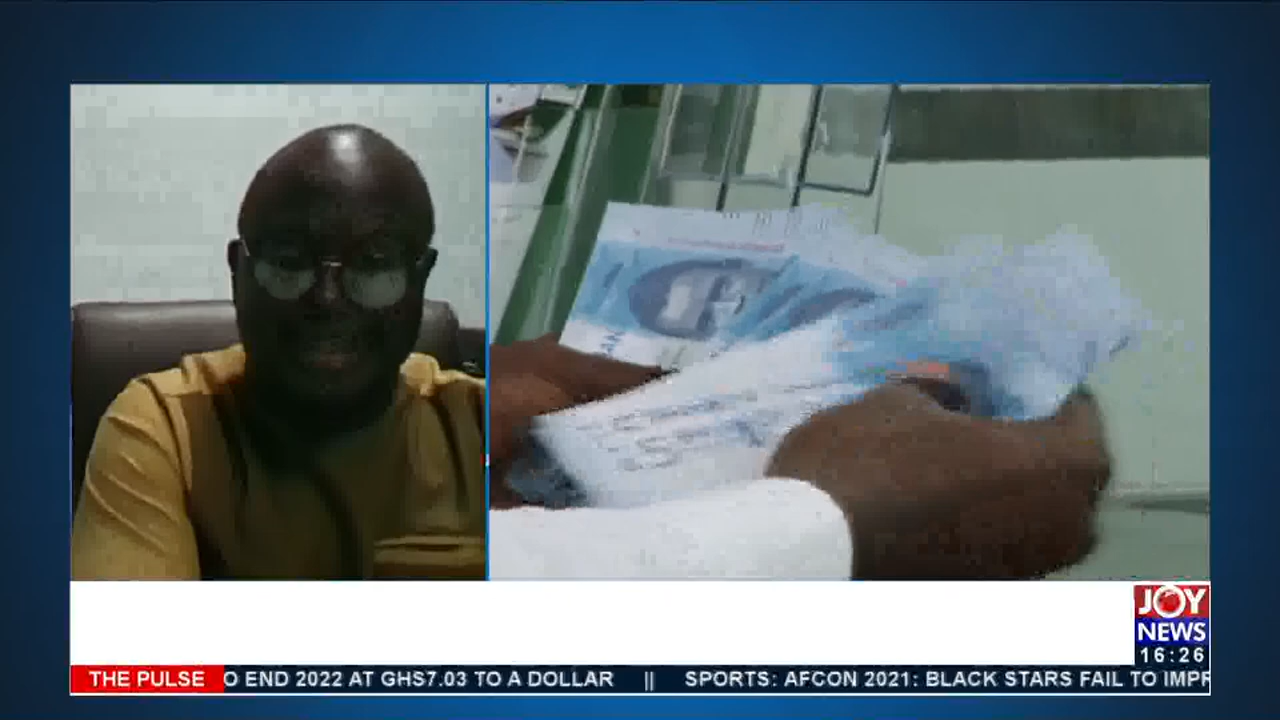 JOY
NEWS
16:26
THE PULSE
O END 2022 AT GHS7.03 TO A DOLLAR || SPORTS: AFCON 2021: BLACK STARS FAIL TO IMPR